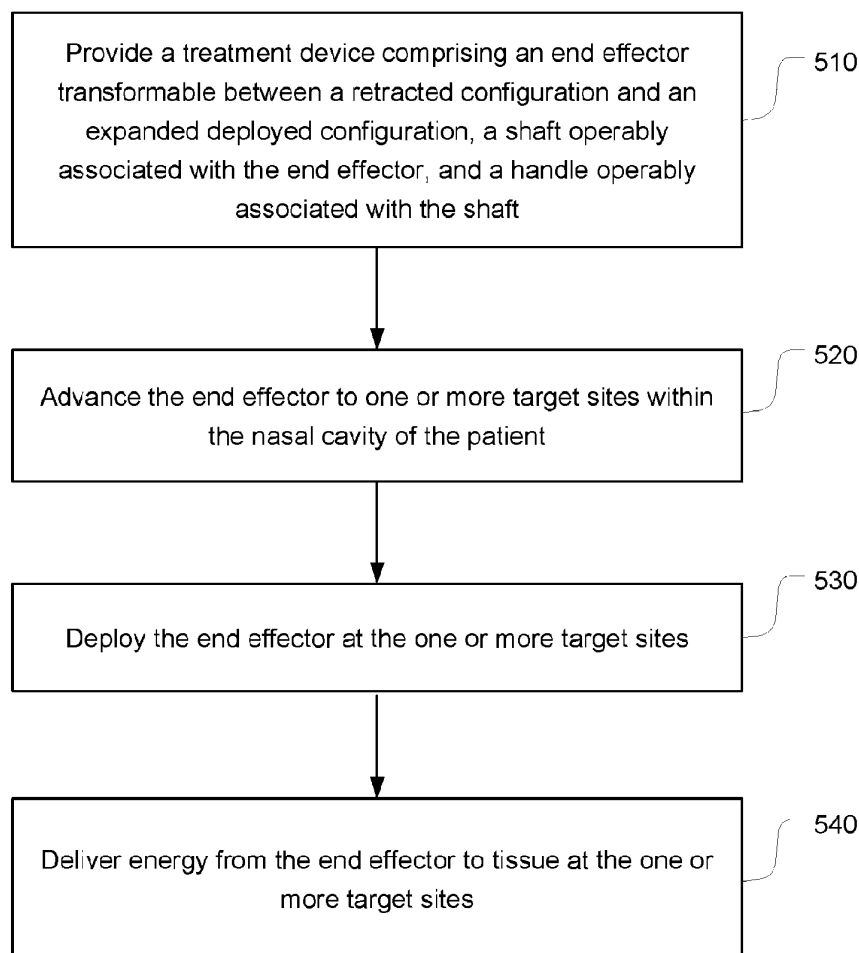 Provide a treatment device comprising an end effector
transformable between a retracted configuration and an
expanded deployed configuration, a shaft operably
associated with the end effector, and a handle operably
associated with the shaft
510
Advance the end effector to one or more target sites within
the nasal cavity of the patient
520
Deploy the end effector at the one or more target sites
530
Deliver energy from the end effector to tissue at the one or
more target sites
540